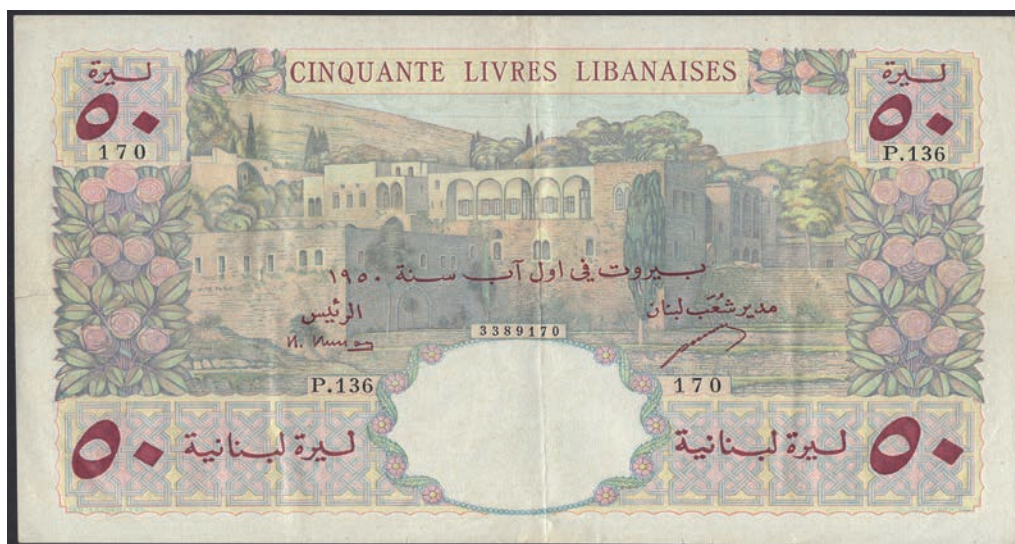 ليرة
٥٠
170
CINQUANTE LIVRES LIBANAISES
ليرة
٥٠
P.136
بيروت في اول آب سنة ١٩٥٠
مدير شُعَب لبنان
الرئيس
3389170
P.136
170
٥٠ ليرة لبنانية
ليرة لبنانية ٥٠